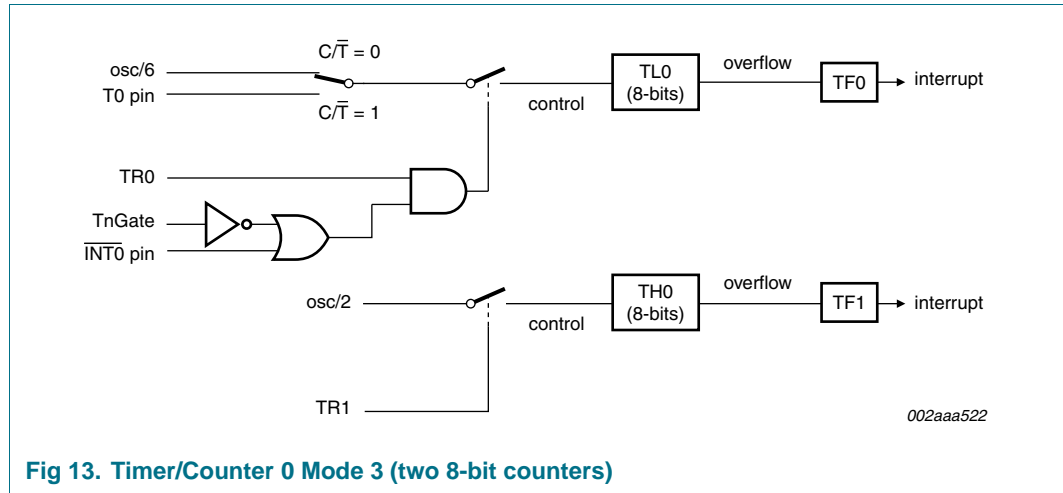 C/T̅ = 0
osc/6
T0 pin
C/T̅ = 1
TL0
(8-bits)
control
overflow
TF0
interrupt
TR0
TnGate
I̅N̅T̅0̅ pin
osc/2
TH0
(8-bits)
control
overflow
TF1
interrupt
TR1
002aaa522
Fig 13. Timer/Counter 0 Mode 3 (two 8-bit counters)